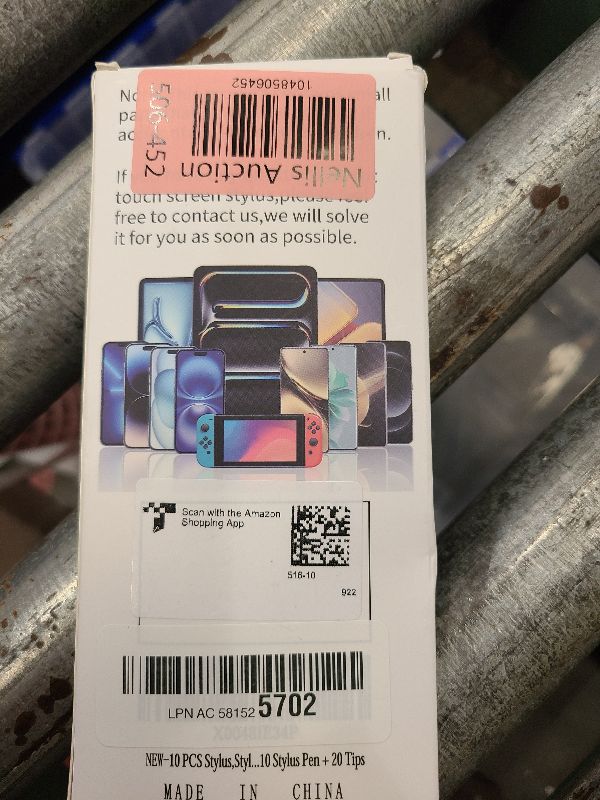 No
all
pa
ac
n.
1048506452
506-452
Nellis Auction
If
touch screen stylus,please feel
free to contact us,we will solve
it for you as soon as possible.
Scan with the Amazon
Shopping App
516-10
922
LPN AC 58152 5702
NEW-10 PCS Stylus,Styl...10 Stylus Pen + 20 Tips
MADE IN CHINA